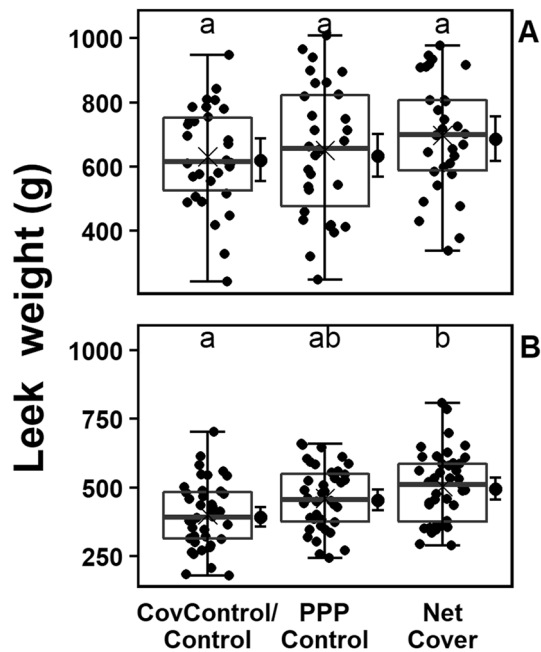 Leek weight (g)
A
a a a
1000
800
600
400
B
a ab b
1000
750
500
250
CovControl/ PPP Net
Control Control Cover